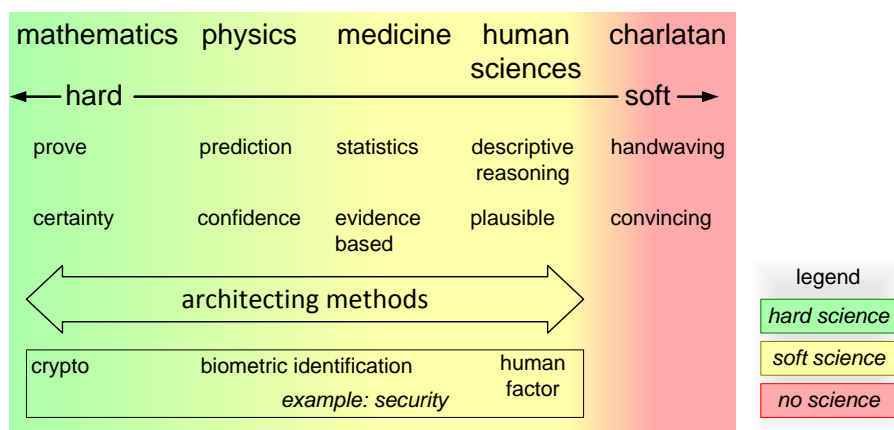 mathematics physics medicine human charlatan
sciences
hard soft
prove prediction statistics descriptive handwaving
reasoning
certainty confidence evidence plausible convincing
based
legend
architecting methods
hard science
soft science
crypto biometric identification human
factor
example: security
no science